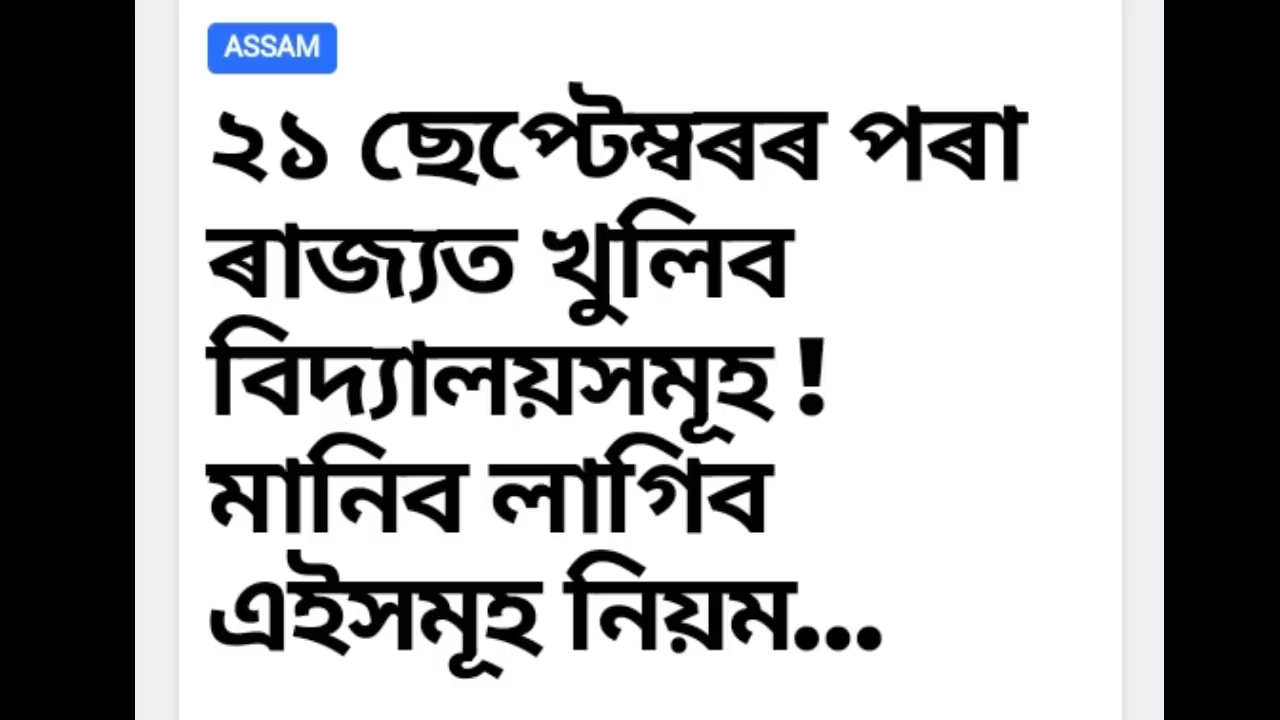 ASSAM
২১ ছেপ্টেম্বৰৰ পৰা
ৰাজ্যত খুলিব
বিদ্যালয়সমূহ !
মানিব লাগিব
এইসমূহ নিয়ম...